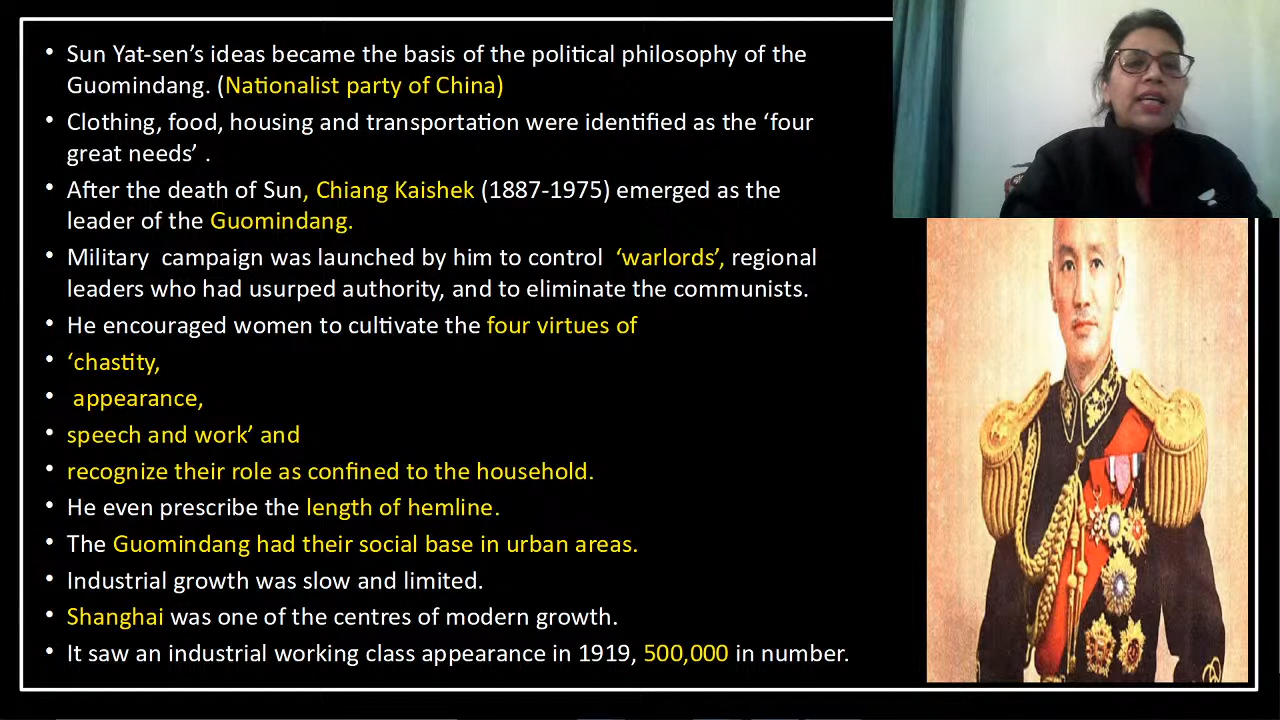 • Sun Yat-sen’s ideas became the basis of the political philosophy of the
Guomindang. (Nationalist party of China)
• Clothing, food, housing and transportation were identified as the ‘four
great needs’ .
• After the death of Sun, Chiang Kaishek (1887-1975) emerged as the
leader of the Guomindang.
• Military campaign was launched by him to control ‘warlords’, regional
leaders who had usurped authority, and to eliminate the communists.
• He encouraged women to cultivate the four virtues of
• ‘chastity,
• appearance,
• speech and work’ and
• recognize their role as confined to the household.
• He even prescribe the length of hemline.
• The Guomindang had their social base in urban areas.
• Industrial growth was slow and limited.
• Shanghai was one of the centres of modern growth.
• It saw an industrial working class appearance in 1919, 500,000 in number.